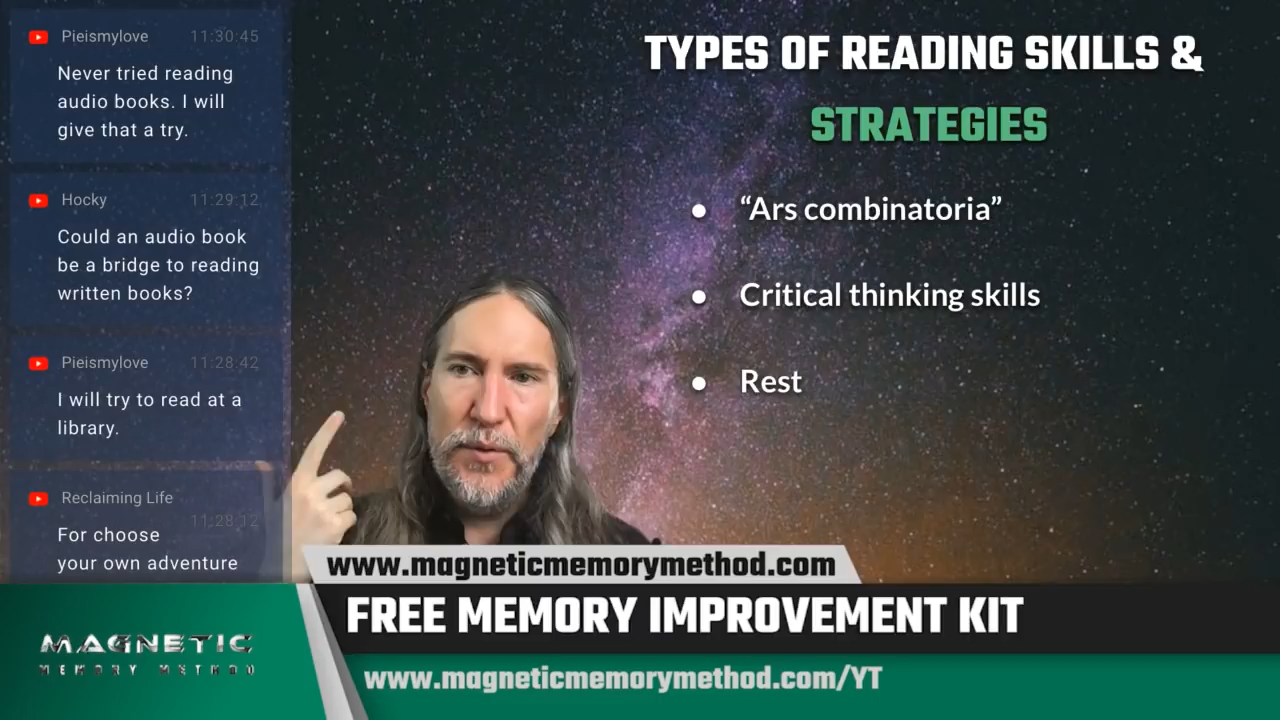 Pieismylove 11:30:45
Never tried reading
audio books. I will
give that a try.
Hocky 11:29:12
Could an audio book
be a bridge to reading
written books?
Pieismylove 11:28:42
I will try to read at a
library.
Reclaiming Life
11:28:12
For choose
your own adventure
TYPES OF READING SKILLS &
STRATEGIES
• “Ars combinatoria”
• Critical thinking skills
• Rest
www.magneticmemorymethod.com
FREE MEMORY IMPROVEMENT KIT
www.magneticmemorymethod.com/YT
MAGNETIC
MEMORY METHOD